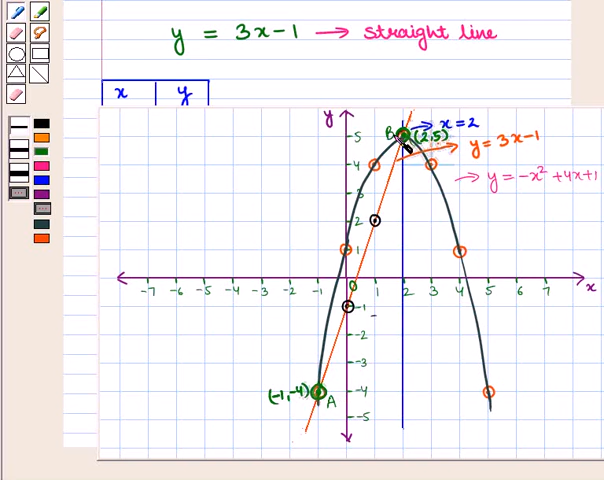 y = 3x-1 → straight line
x y
y
B (2,5) → x=2
→ y=3x-1
→ y = -x² +4x+1
5
4
3
2
1
-7 -6 -5 -4 -3 -2 -1 0 1 2 3 4 5 6 7 x
-1
-2
-3
-4
-5
(-1,-4) A